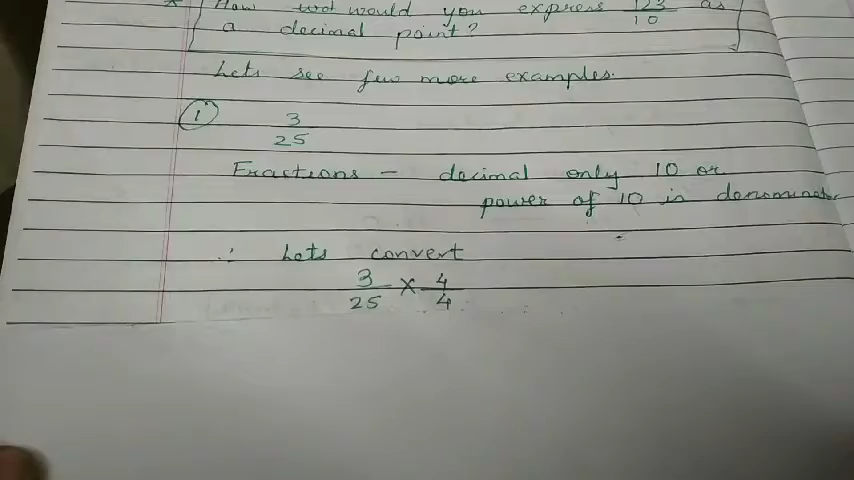 How would you express 123/10 as
a decimal point?
Lets see few more examples.
(1) 3/25
Fractions - decimal only 10 or
power of 10 in denominator
∴ Lets convert
3/25 × 4/4